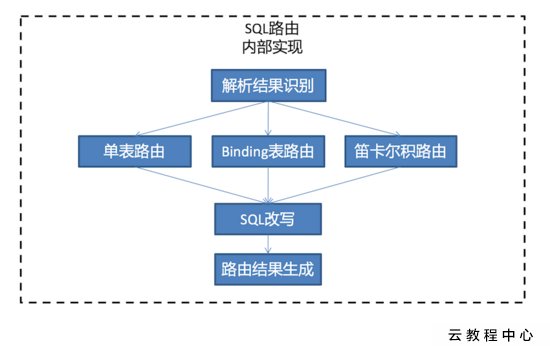 SQL路由
内部实现
解析结果识别
单表路由
Binding表路由
笛卡尔积路由
SQL改写
路由结果生成
云教程中心